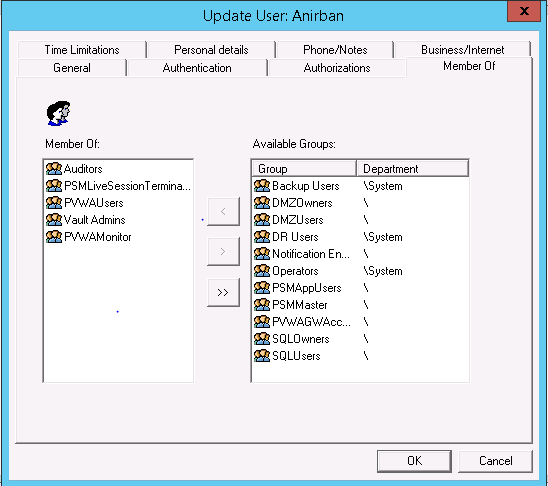 Update User: Anirban
x
Time Limitations Personal details Phone/Notes Business/Internet
General Authentication Authorizations Member Of
Member Of: Available Groups:
Group Department
Auditors
PSMLiveSessionTermina...
PVWAUsers
Vault Admins
PVWAMonitor
<
>
>>
Backup Users \System
DMZOwners \
DMZUsers \
DR Users \System
Notification En... \
Operators \System
PSMAppUsers \
PSMMaster \
PVWAGWAcc... \
SQLOwners \
SQLUsers \
OK Cancel